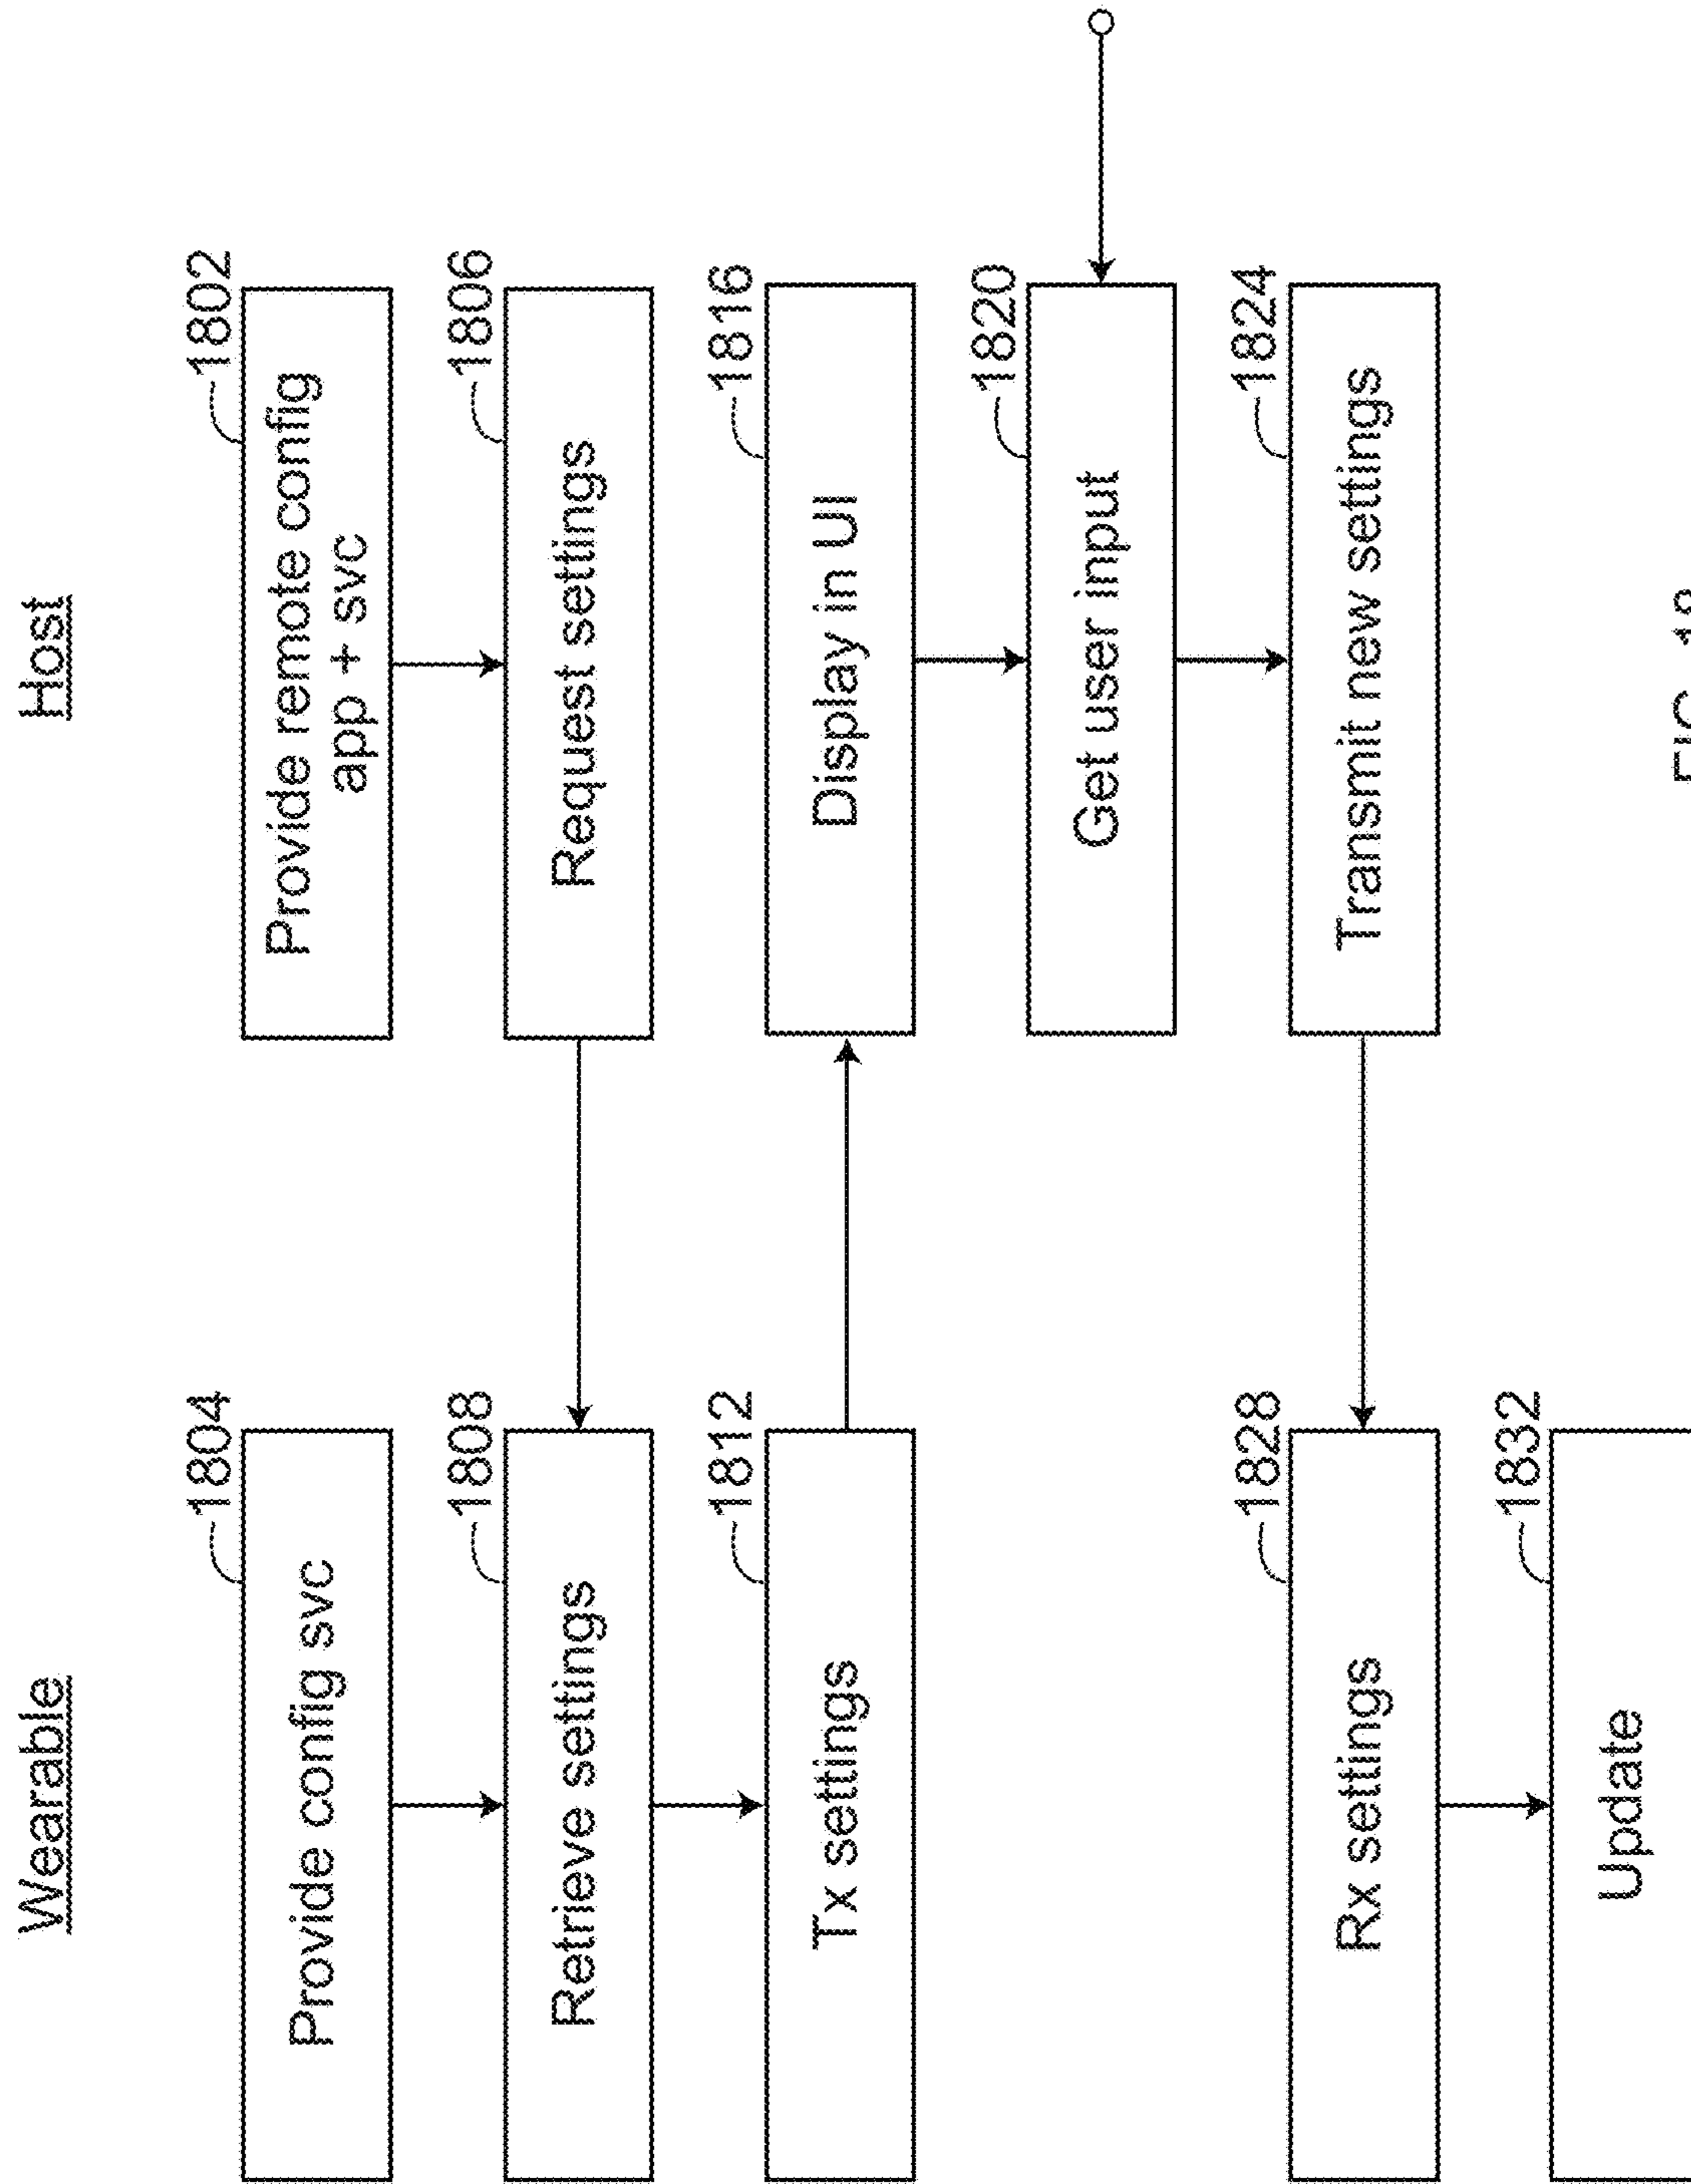 Wearable
Host
1804
Provide config svc
1802
Provide remote config
app + svc
1808
Retrieve settings
1806
Request settings
1812
Tx settings
1816
Display in UI
1820
Get user input
1828
Rx settings
1824
Transmit new settings
1832
Update